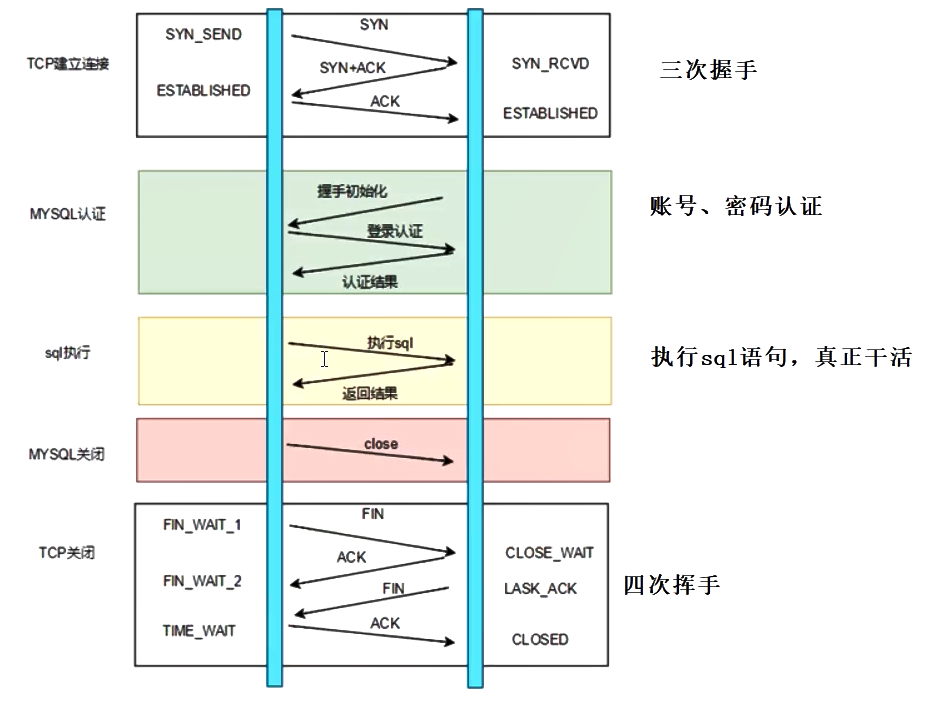 SYN
SYN_SEND
TCP建立连接
SYN+ACK
SYN_RCVD
三次握手
ESTABLISHED
ACK
ESTABLISHED
握手初始化
MYSQL认证
登录认证
账号、密码认证
认证结果
sql执行
执行sql
执行sql语句，真正干活
返回结果
MYSQL关闭
close
FIN
FIN_WAIT_1
TCP关闭
ACK
CLOSE_WAIT
FIN_WAIT_2
FIN
LASK_ACK
四次挥手
TIME_WAIT
ACK
CLOSED